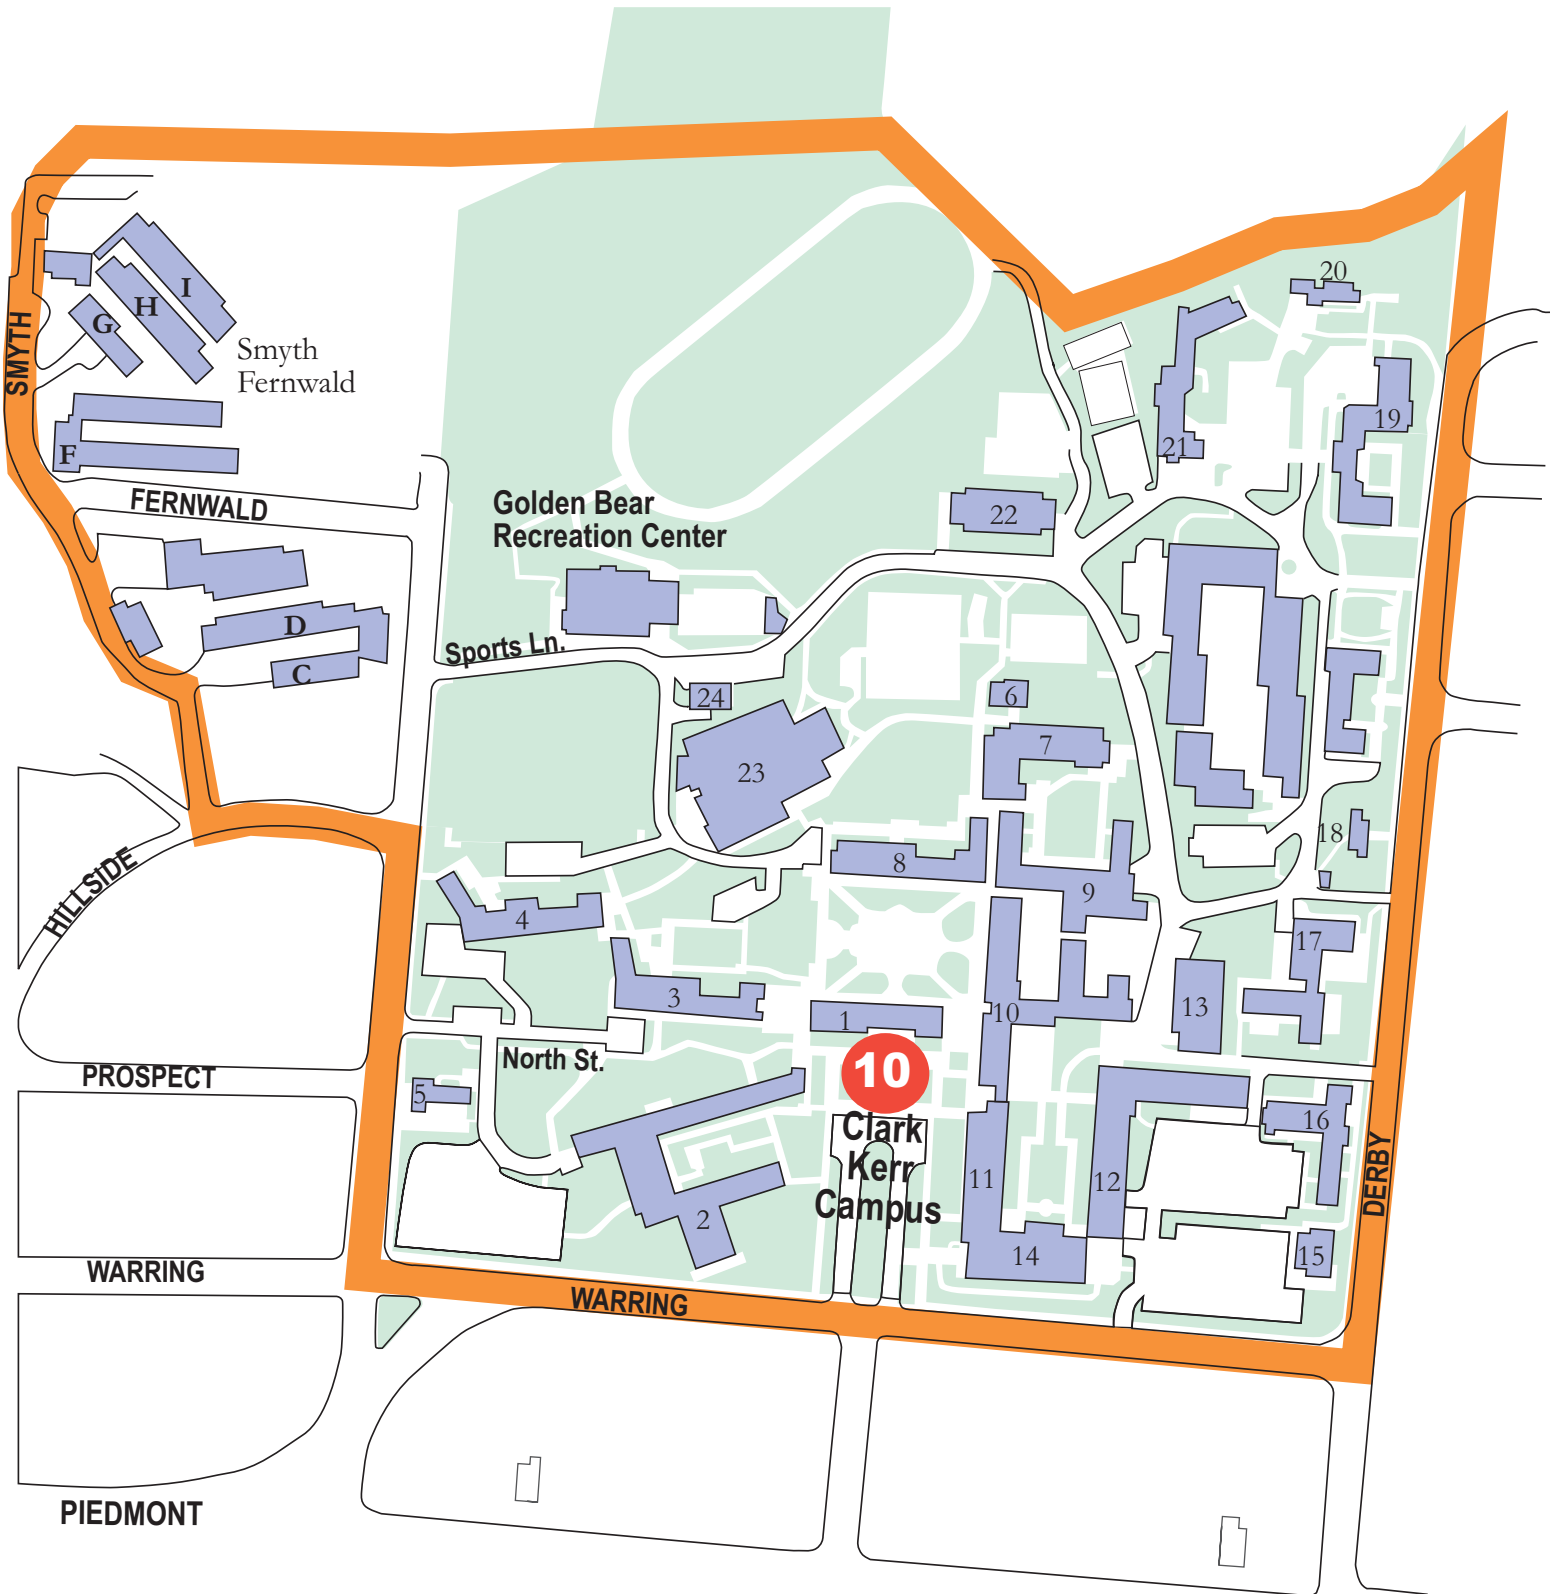 20
I
H
G
SMYTH
Smyth
Fernwald
19
21
F
FERNWALD
Golden Bear
Recreation Center
22
D
C
Sports Ln.
24
6
7
23
18
8
9
HILLSIDE
4
17
3
1
10
13
North St.
PROSPECT
5
10
Clark
Kerr
Campus
16
DERBY
11
12
2
14
15
WARRING
WARRING
PIEDMONT